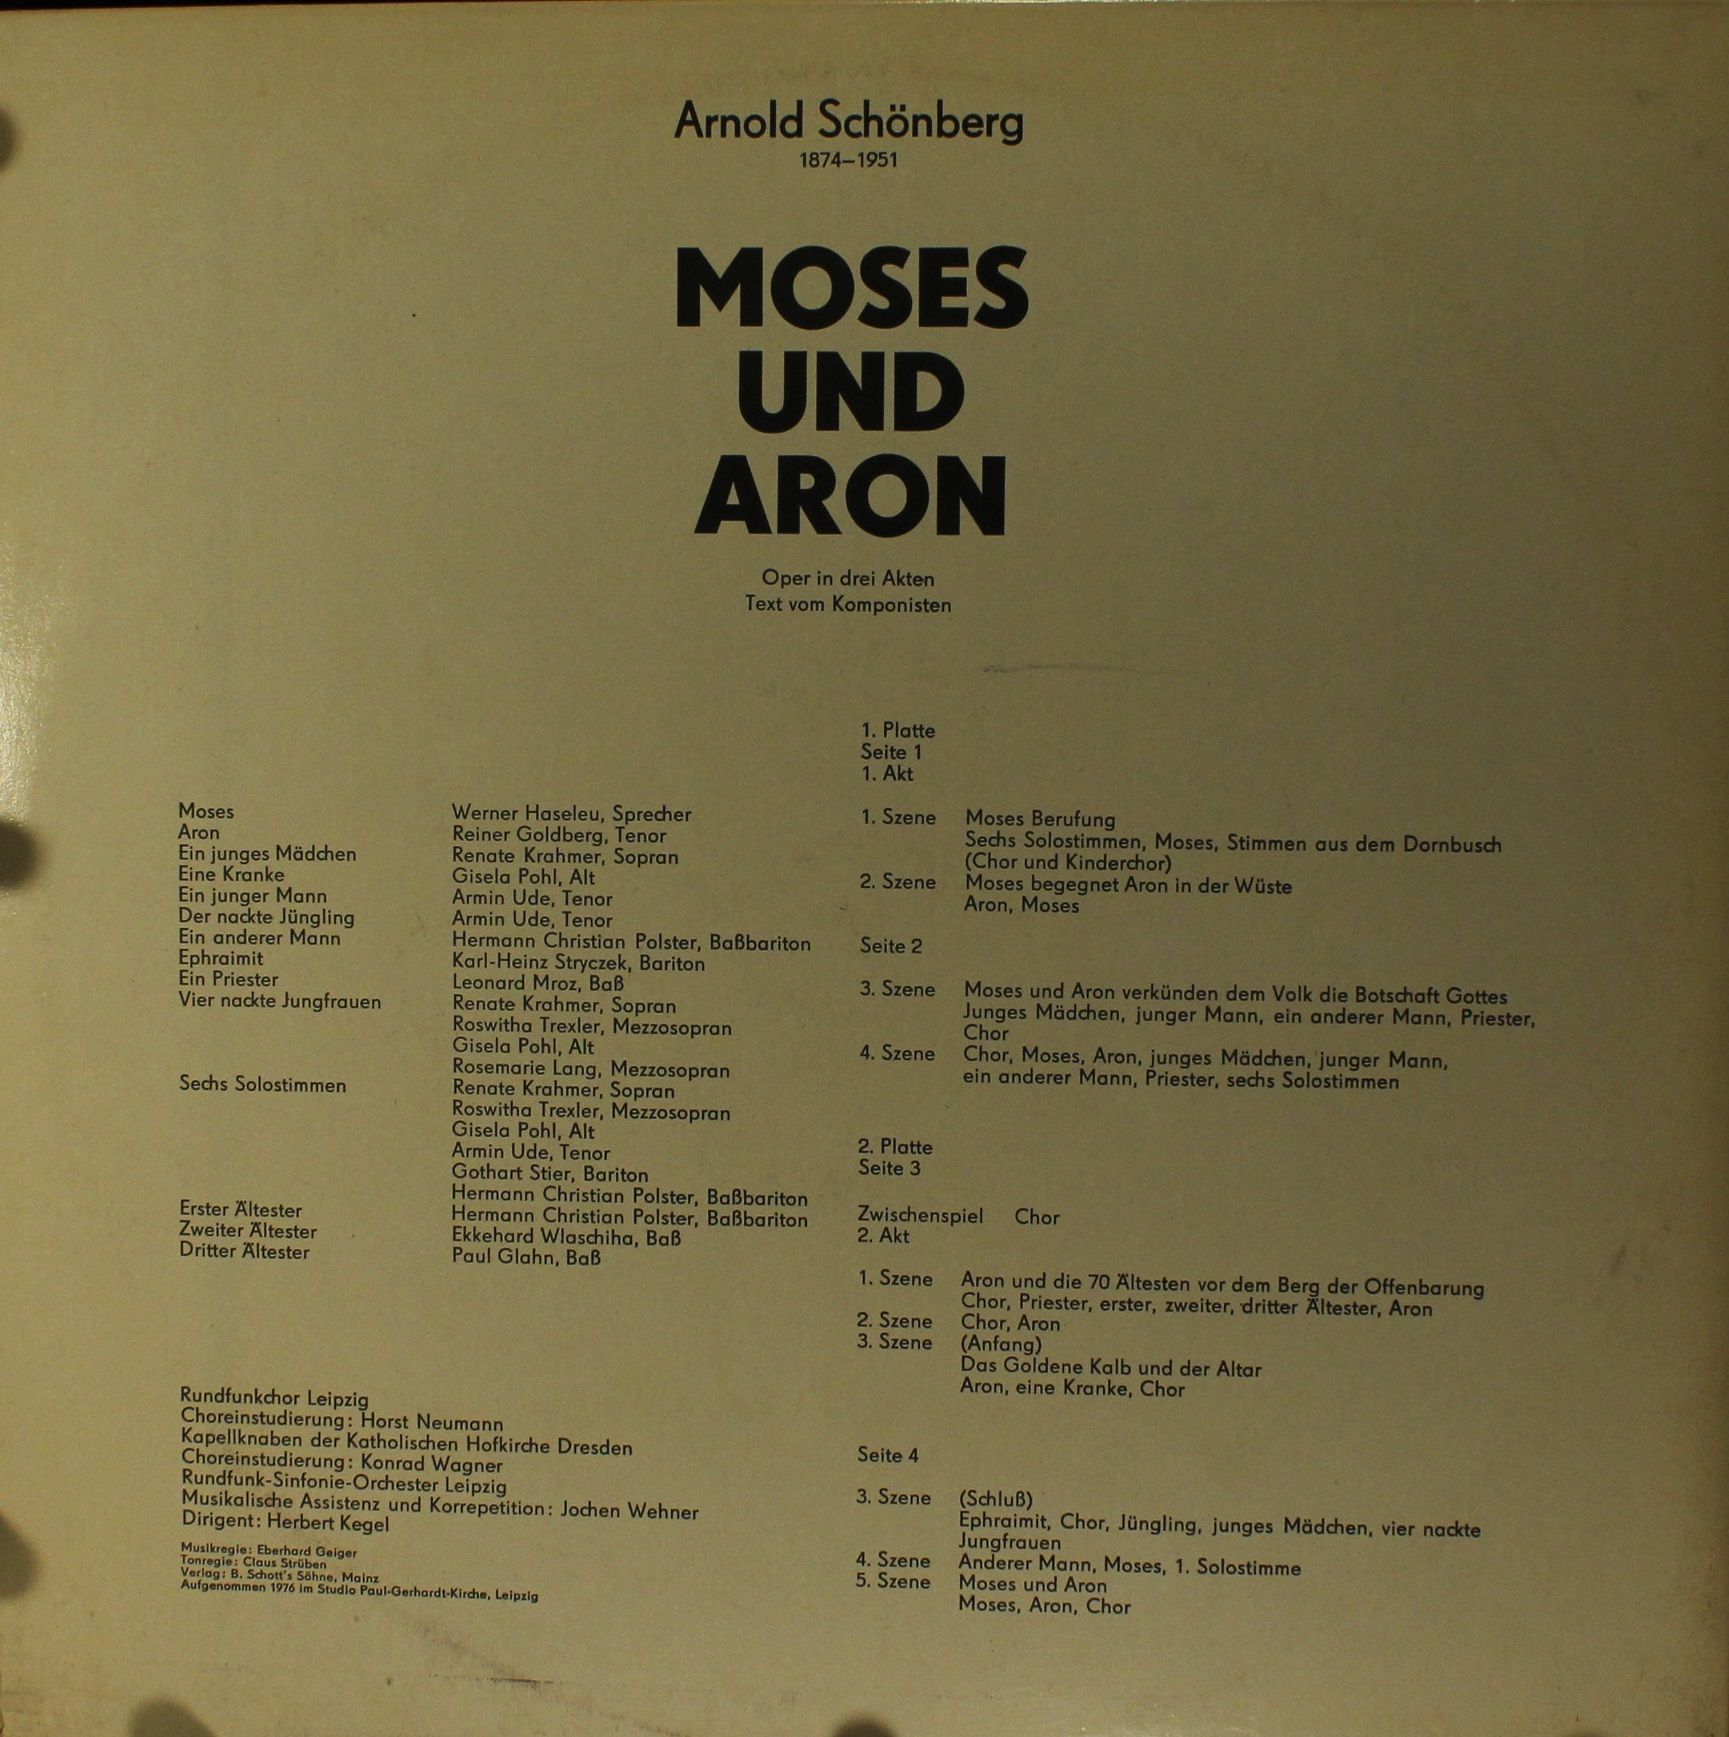 Arnold Schönberg
1874–1951
MOSES
UND
ARON
Oper in drei Akten
Text vom Komponisten
Moses Werner Haseleu, Sprecher
Aron Reiner Goldberg, Tenor
Ein junges Mädchen Renate Krahmer, Sopran
Eine Kranke Gisela Pohl, Alt
Ein junger Mann Armin Ude, Tenor
Der nackte Jüngling Armin Ude, Tenor
Ein anderer Mann Hermann Christian Polster, Baßbariton
Ephraimit Karl-Heinz Stryczek, Bariton
Ein Priester Leonard Mroz, Baß
Vier nackte Jungfrauen Renate Krahmer, Sopran
Roswitha Trexler, Mezzosopran
Gisela Pohl, Alt
Rosemarie Lang, Mezzosopran
Sechs Solostimmen Renate Krahmer, Sopran
Roswitha Trexler, Mezzosopran
Gisela Pohl, Alt
Armin Ude, Tenor
Gothart Stier, Bariton
Hermann Christian Polster, Baßbariton
Erster Ältester Hermann Christian Polster, Baßbariton
Zweiter Ältester Ekkehard Wlaschiha, Baß
Dritter Ältester Paul Glahn, Baß
Rundfunkchor Leipzig
Choreinstudierung: Horst Neumann
Kapellknaben der Katholischen Hofkirche Dresden
Choreinstudierung: Konrad Wagner
Rundfunk-Sinfonie-Orchester Leipzig
Musikalische Assistenz und Korrepetition: Jochen Wehner
Dirigent: Herbert Kegel
Musikregie: Eberhard Geiger
Tonregie: Claus Strüben
Verlag: B. Schott's Söhne, Mainz
Aufgenommen 1976 im Studio Paul-Gerhardt-Kirche, Leipzig
1. Platte
Seite 1
1. Akt
1. Szene Moses Berufung
Sechs Solostimmen, Moses, Stimmen aus dem Dornbusch
(Chor und Kinderchor)
2. Szene Moses begegnet Aron in der Wüste
Aron, Moses
Seite 2
3. Szene Moses und Aron verkünden dem Volk die Botschaft Gottes
Junges Mädchen, junger Mann, ein anderer Mann, Priester,
Chor
4. Szene Chor, Moses, Aron, junges Mädchen, junger Mann,
ein anderer Mann, Priester, sechs Solostimmen
2. Platte
Seite 3
Zwischenspiel Chor
2. Akt
1. Szene Aron und die 70 Ältesten vor dem Berg der Offenbarung
Chor, Priester, erster, zweiter, dritter Ältester, Aron
2. Szene Chor, Aron
3. Szene (Anfang)
Das Goldene Kalb und der Altar
Aron, eine Kranke, Chor
Seite 4
3. Szene (Schluß)
Ephraimit, Chor, Jüngling, junges Mädchen, vier nackte
Jungfrauen
4. Szene Anderer Mann, Moses, 1. Solostimme
5. Szene Moses und Aron
Moses, Aron, Chor